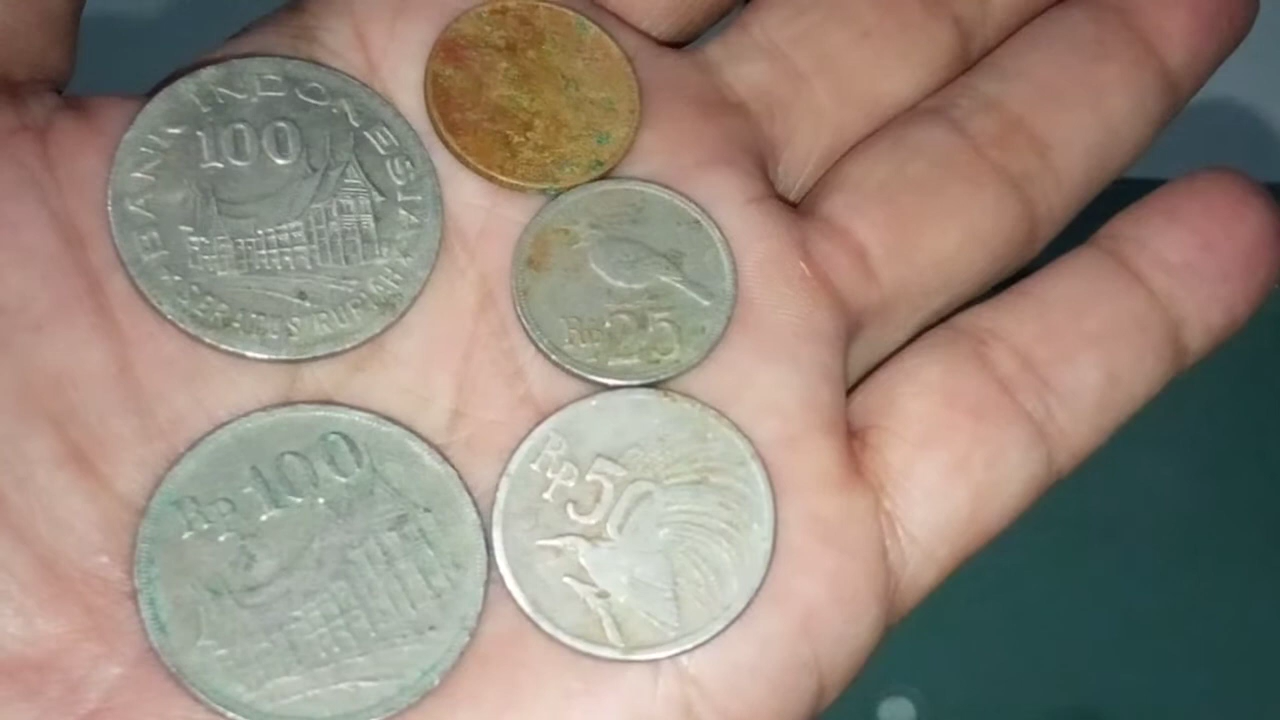 BANK INDONESIA
100
SERATUS RUPIAH
Rp 25
Rp 100
Rp 50